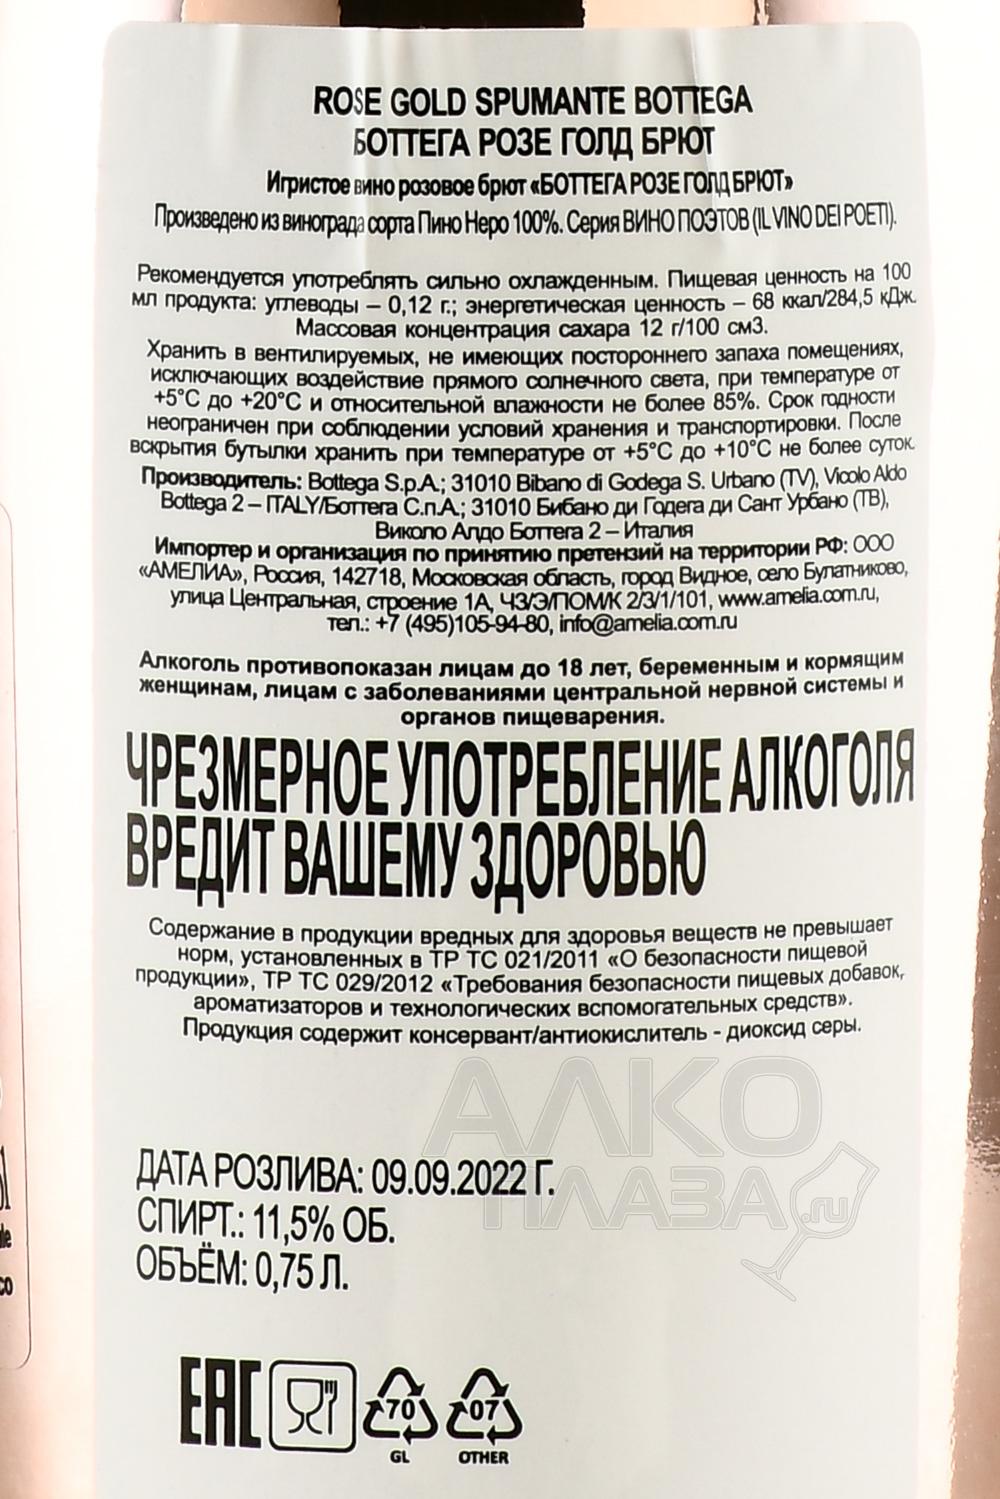 ROSE GOLD SPUMANTE BOTTEGA
БОТТЕГА РОЗЕ ГОЛД БРЮТ
Игристое вино розовое брют «БОТТЕГА РОЗЕ ГОЛД БРЮТ»
Произведено из винограда сорта Пино Неро 100%. Серия ВИНО ПОЭТОВ (IL VINO DEI POETI).
Рекомендуется употреблять сильно охлажденным. Пищевая ценность на 100
мл продукта: углеводы – 0,12 г.; энергетическая ценность – 68 ккал/284,5 кДж.
Массовая концентрация сахара 12 г/100 см3.
Хранить в вентилируемых, не имеющих постороннего запаха помещениях,
исключающих воздействие прямого солнечного света, при температуре от
+5°С до +20°С и относительной влажности не более 85%. Срок годности
неограничен при соблюдении условий хранения и транспортировки. После
вскрытия бутылки хранить при температуре от +5°С до +10°С не более суток.
Производитель: Bottega S.p.A.; 31010 Bibano di Godega S. Urbano (TV), Vicolo Aldo
Bottega 2 – ITALY/Боттега С.п.А.; 31010 Бибано ди Годега ди Сант Урбано (ТВ),
Виколо Алдо Боттега 2 – Италия
Импортер и организация по принятию претензий на территории РФ: ООО
«АМЕЛИА», Россия, 142718, Московская область, город Видное, село Булатниково,
улица Центральная, строение 1А, ЧЗ/Э/ПОМ/К 2/3/1/101, www.amelia.com.ru,
тел.: +7 (495)105-94-80, info@amelia.com.ru
Алкоголь противопоказан лицам до 18 лет, беременным и кормящим
женщинам, лицам с заболеваниями центральной нервной системы и
органов пищеварения.
ЧРЕЗМЕРНОЕ УПОТРЕБЛЕНИЕ АЛКОГОЛЯ
ВРЕДИТ ВАШЕМУ ЗДОРОВЬЮ
Содержание в продукции вредных для здоровья веществ не превышает
норм, установленных в ТР ТС 021/2011 «О безопасности пищевой
продукции», ТР ТС 029/2012 «Требования безопасности пищевых добавок,
ароматизаторов и технологических вспомогательных средств».
Продукция содержит консервант/антиокислитель - диоксид серы.
АЛКО
ПЛАЗА
.ru
ДАТА РОЗЛИВА: 09.09.2022 Г.
СПИРТ.: 11,5% ОБ.
ОБЪЁМ: 0,75 Л.
EAC
70
GL
07
OTHER